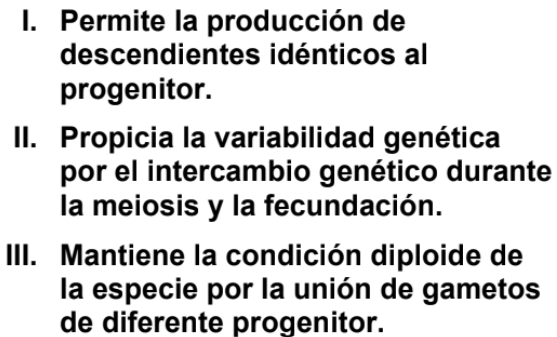 I. Permite la producción de
descendientes idénticos al
progenitor.
II. Propicia la variabilidad genética
por el intercambio genético durante
la meiosis y la fecundación.
III. Mantiene la condición diploide de
la especie por la unión de gametos
de diferente progenitor.